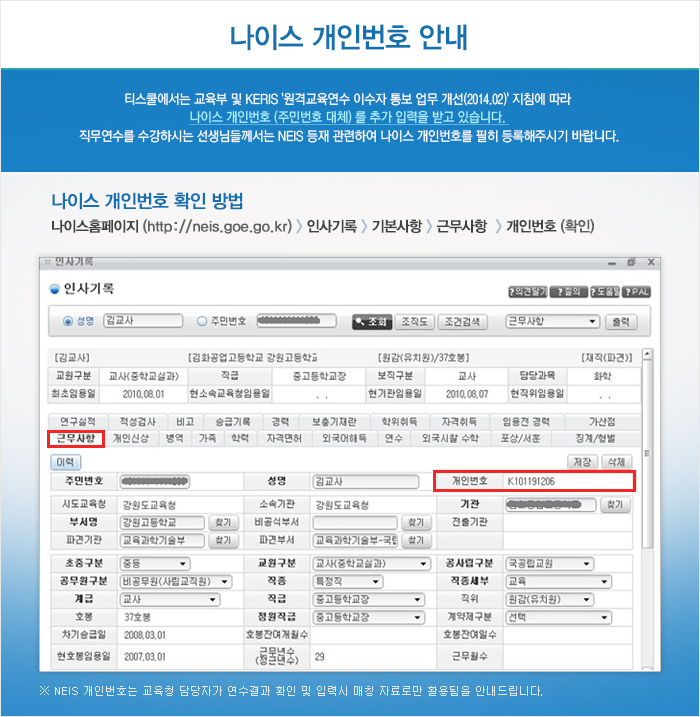 나이스 개인번호 안내
티스쿨에서는 교육부 및 KERIS '원격교육연수 이수자 통보 업무 개선(2014.02)' 지침에 따라
나이스 개인번호 (주민번호 대체) 를 추가 입력을 받고 있습니다.
직무연수를 수강하시는 선생님들께서는 NEIS 등재 관련하여 나이스 개인번호를 필히 등록해주시기 바랍니다.
나이스 개인번호 확인 방법
나이스홈페이지 (http://neis.goe.go.kr) 〉 인사기록 〉 기본사항 〉 근무사항 〉 개인번호 (확인)
인사기록
인사기록 ?의견달기 ?질의 ?도움말 ?PAL
성명 김교사 주민번호 조회 조직도 조건검색 근무사항 출력
[김교사] [김화공업고등학교 강원고등학교] [원감(유치원)/37호봉] [재직(파견)]
교원구분 교사(중학교실과) 직급 중고등학교장 보직구분 교사 담당과목 화학
최초임용일 2010.08.01 현소속교육청임용일 ....,..,.. 현기관임용일 2010.08.07 현직위임용일 ....,..,..
연구실적 적성검사 비고 승급기록 경력 보충기재란 학위취득 자격취득 임용전 경력 가산점
근무사항 개인신상 병역 가족 학력 자격면허 외국어해득 연수 외국시찰 수학 포상/서훈 징계/형벌
이력 저장 삭제
주민번호 성명 김교사 개인번호 K101191206
시도교육청 강원도교육청 소속기관 강원도교육청 기관 찾기
부서명 강원고등학교 찾기 비공식부서 찾기 전출기관
파견기관 교육과학기술부 찾기 파견부서 교육과학기술부-국립 찾기
초중구분 중등 교원구분 교사(중학교실과) 공사립구분 국공립교원
공무원구분 비공무원(사립교직원) 직종 특정직 직종세부 교육
계급 교사 직급 중고등학교장 직위 원감(유치원)
호봉 37호봉 정원직급 중고등학교장 계약제구분 선택
차기승급일 2008.03.01 호봉잔여개월수 호봉잔여일수
현호봉임용일 2007.03.01 근무년수(정근년수) 29 근무월수
※ NEIS 개인번호는 교육청 담당자가 연수결과 확인 및 입력시 매칭 자료로만 활용됨을 안내드립니다.